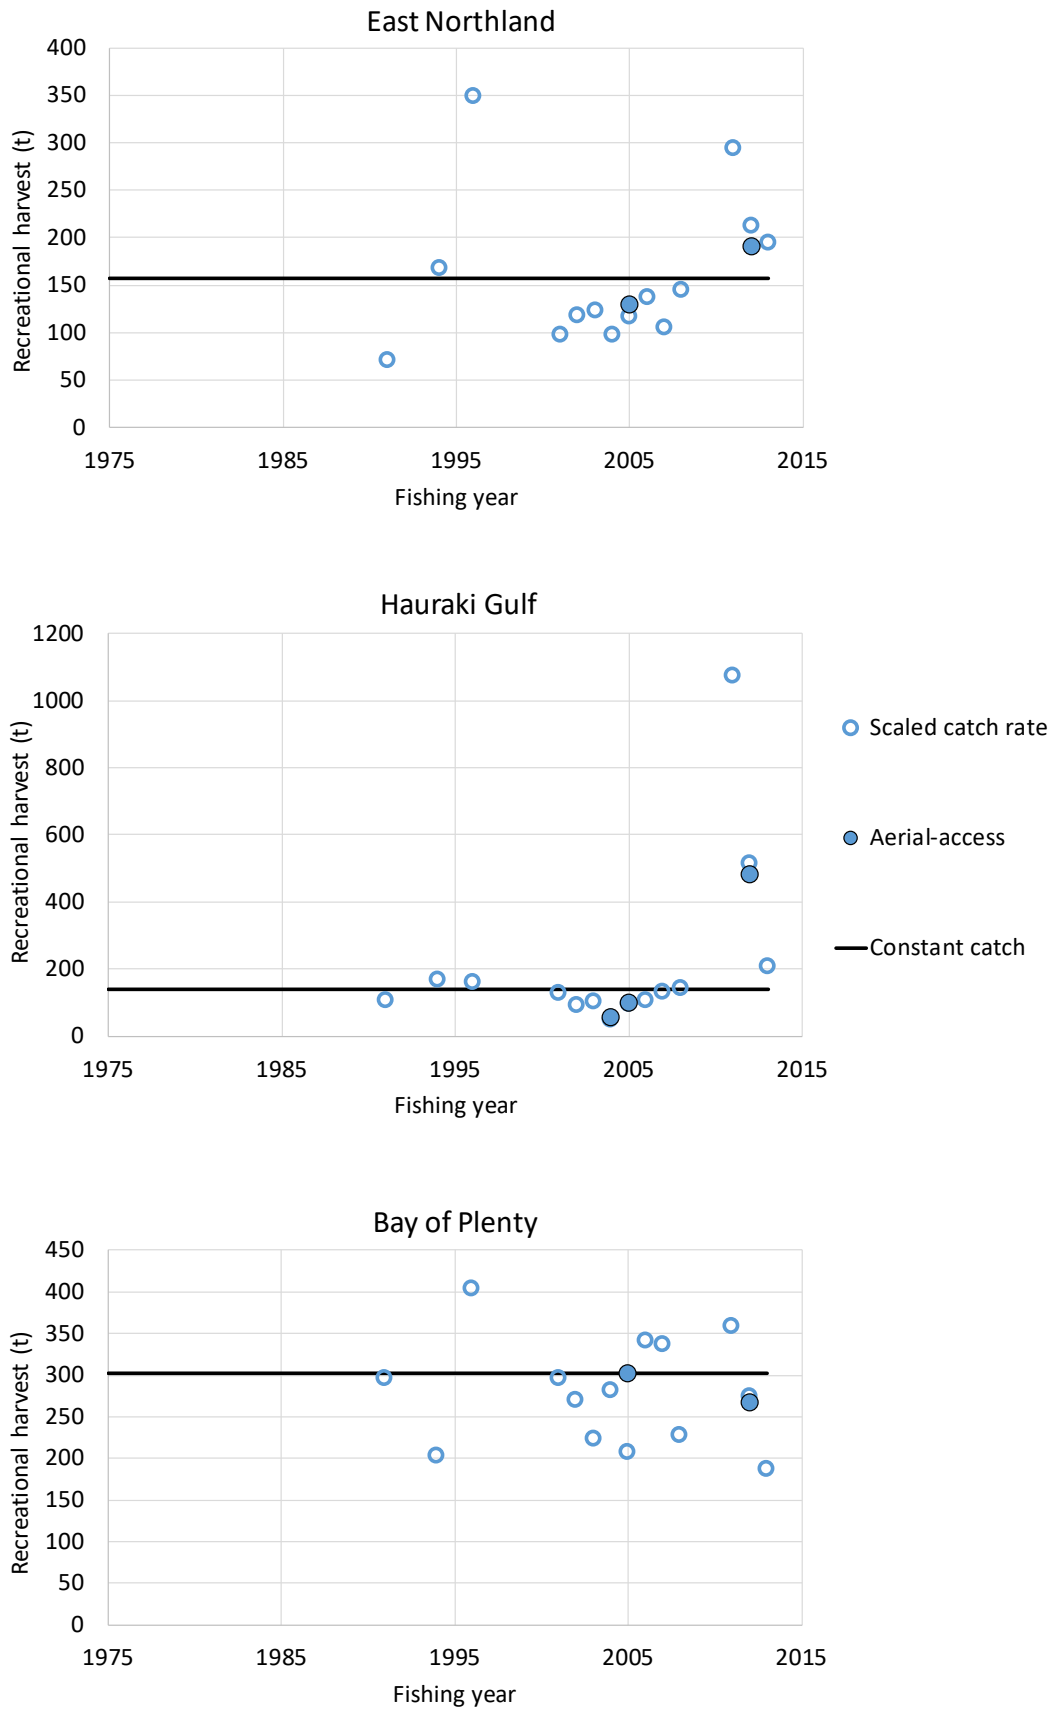 East Northland
400
350
300
250
200
150
100
50
0
Recreational harvest (t)
1975 1985 1995 2005 2015
Fishing year
Hauraki Gulf
1200
1000
800
600
400
200
0
Recreational harvest (t)
1975 1985 1995 2005 2015
Fishing year
Scaled catch rate
Aerial-access
Constant catch
Bay of Plenty
450
400
350
300
250
200
150
100
50
0
Recreational harvest (t)
1975 1985 1995 2005 2015
Fishing year